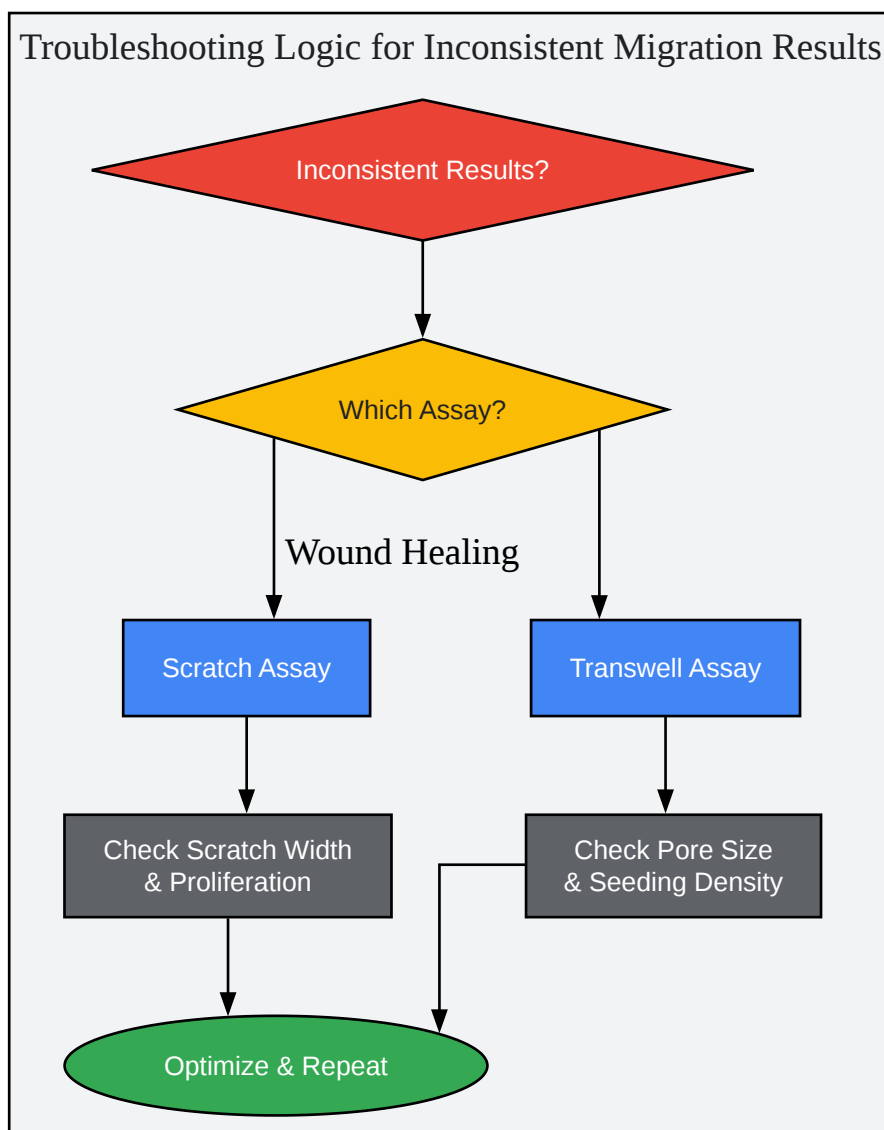 Troubleshooting Logic for Inconsistent Migration Results
Inconsistent Results?
Which Assay?
Wound Healing
Scratch Assay
Transwell Assay
Check Scratch Width
& Proliferation
Check Pore Size
& Seeding Density
Optimize & Repeat